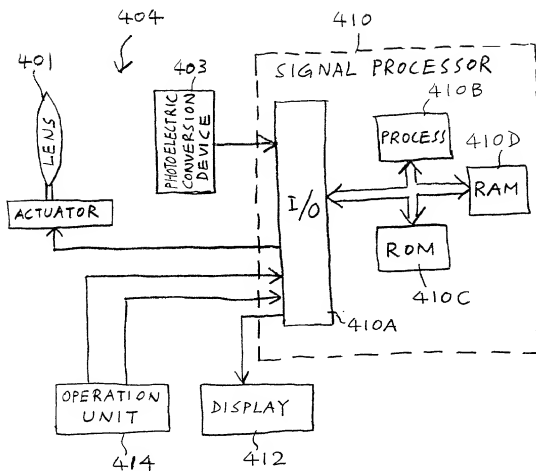 404
410
401
403
SIGNAL PROCESSOR
410B
PROCESS
410D
LENS
PHOTOELECTRIC
CONVERSION
DEVICE
RAM
I/O
ACTUATOR
ROM
410C
410A
OPERATION
UNIT
DISPLAY
414
412